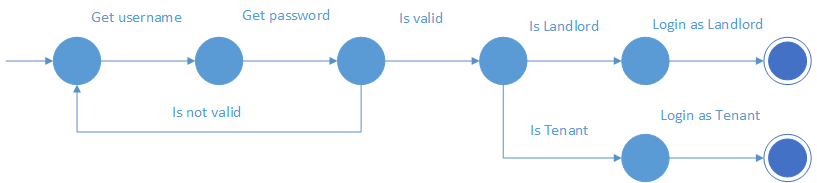 Get username
Get password
Is valid
Is Landlord
Login as Landlord
Is not valid
Is Tenant
Login as Tenant